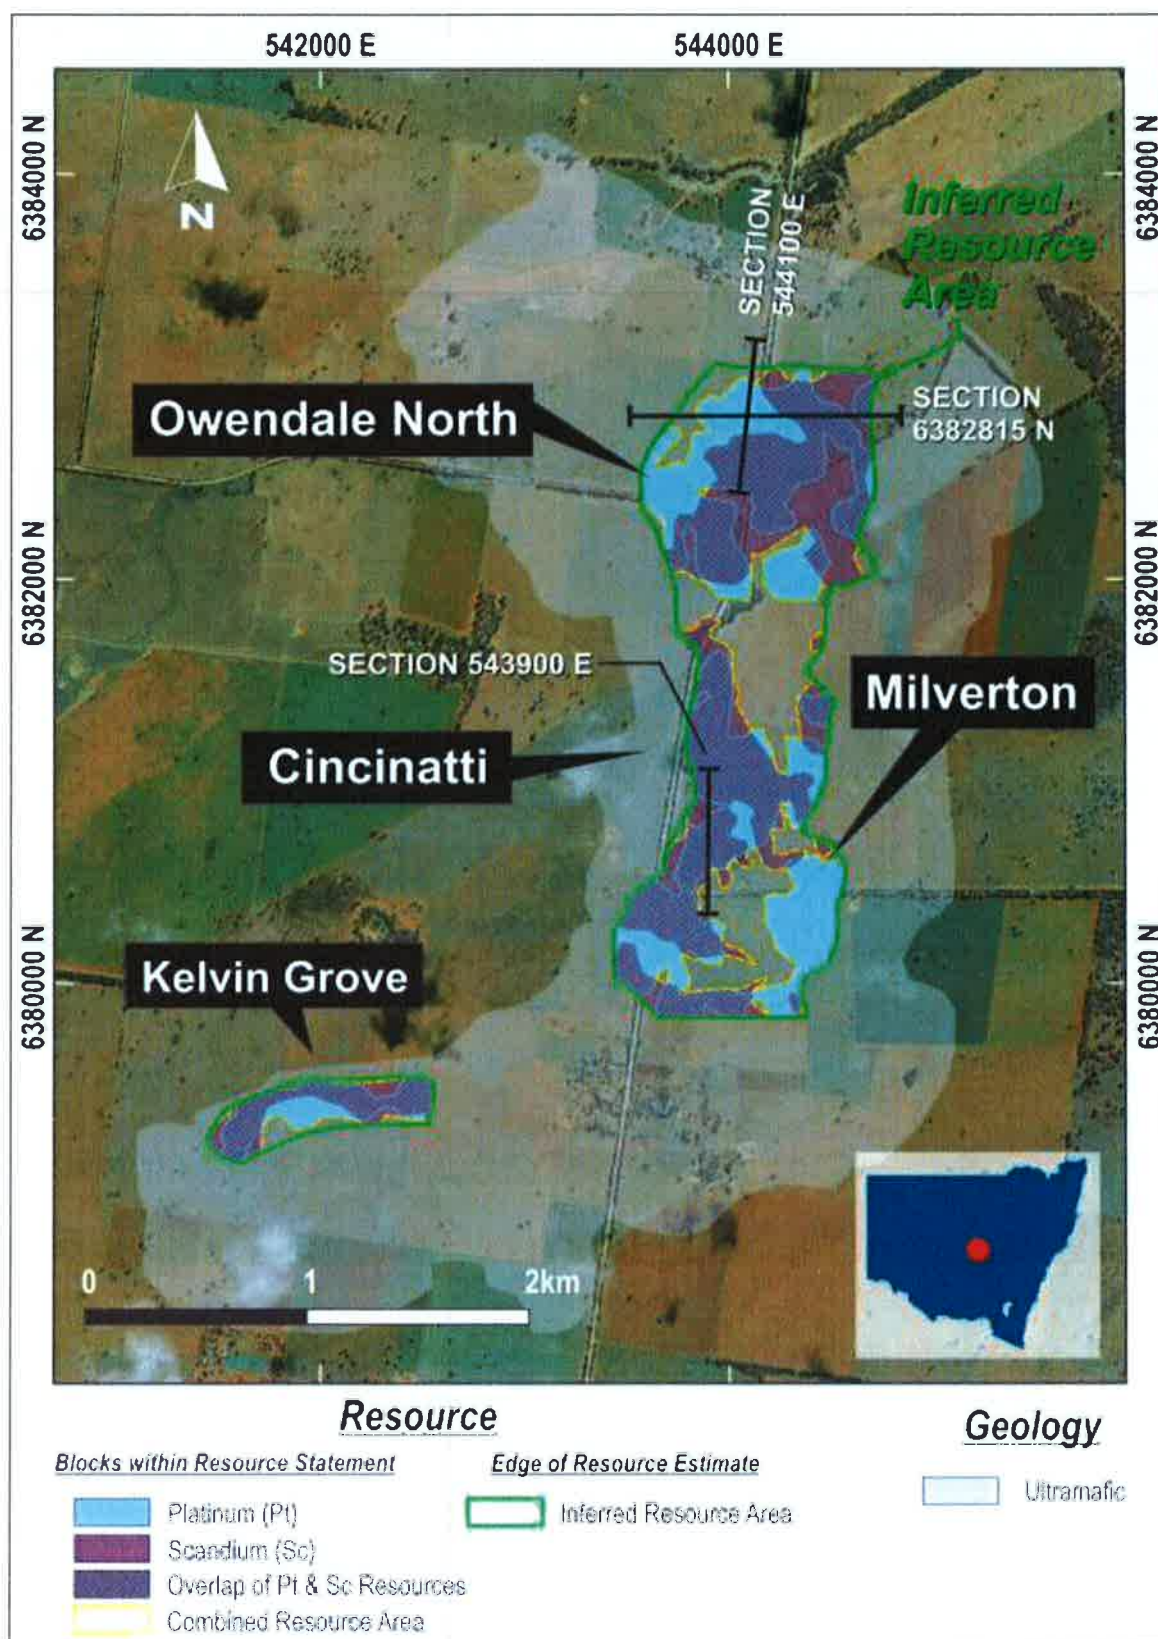 542000 E
544000 E
6384000 N
6384000 N
N
SECTION
544100 E
Inferred
Resource
Area
Owendale North
SECTION
6382815 N
6382000 N
6382000 N
SECTION 543900 E
Milverton
Cincinatti
Kelvin Grove
6380000 N
6380000 N
0
1
2km
Resource
Geology
Blocks within Resource Statement
Edge of Resource Estimate
Platinum (Pt)
Inferred Resource Area
Ultramafic
Scandium (Sc)
Overlap of Pt & Sc Resources
Combined Resource Area